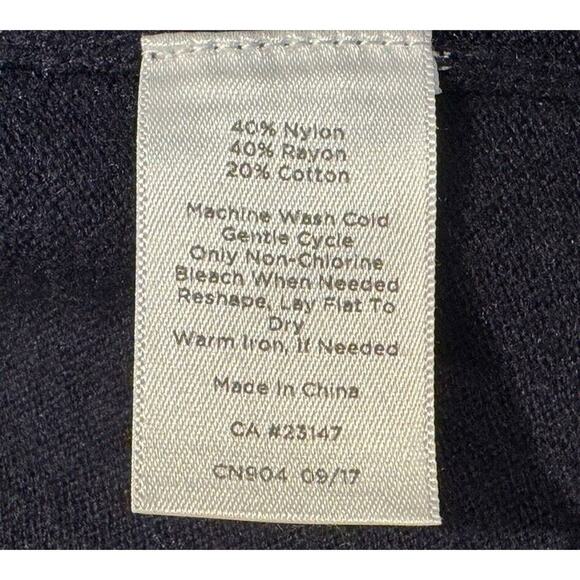 40% Nylon
40% Rayon
20% Cotton
Machine Wash Cold
Gentle Cycle
Only Non-Chlorine
Bleach When Needed
Reshape, Lay Flat To
Dry
Warm Iron, If Needed
Made In China
CA #23147
CN904 09/17